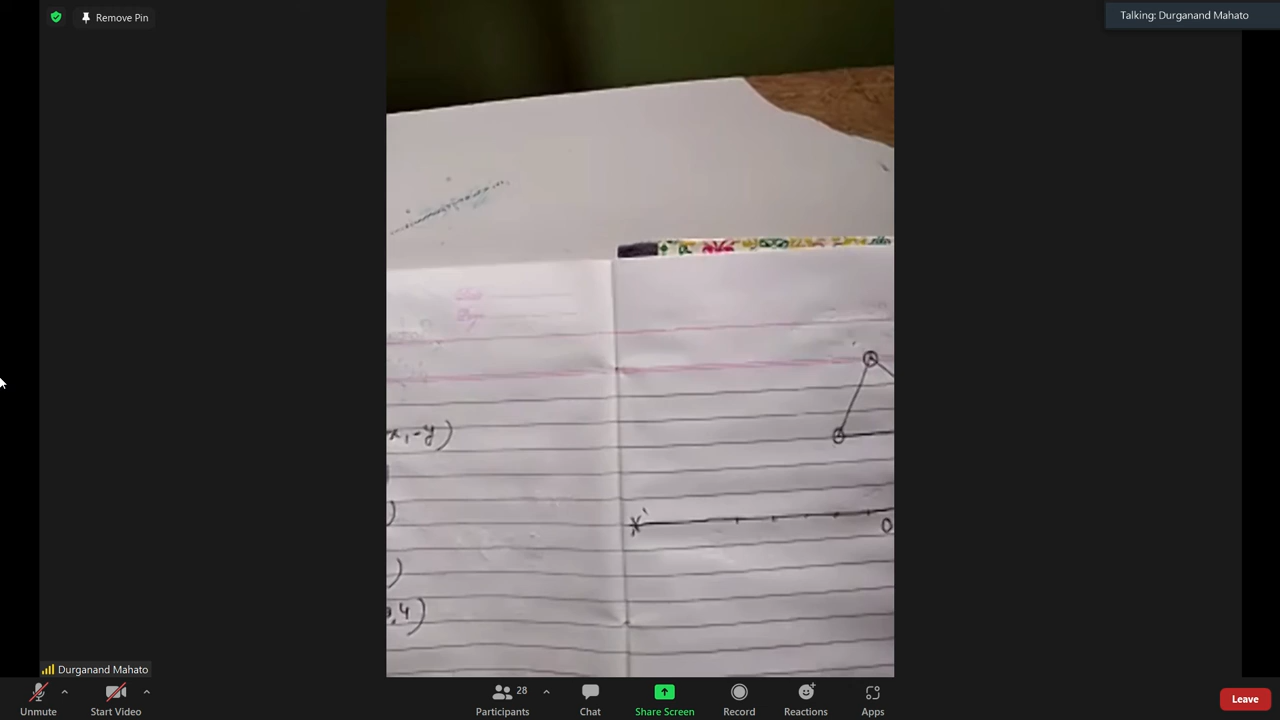 Remove Pin
Talking: Durganand Mahato
x,-y)
)
)
)
,4)
X'
O
Durganand Mahato
Unmute
Start Video
28
Participants
Chat
Share Screen
Record
Reactions
Apps
Leave